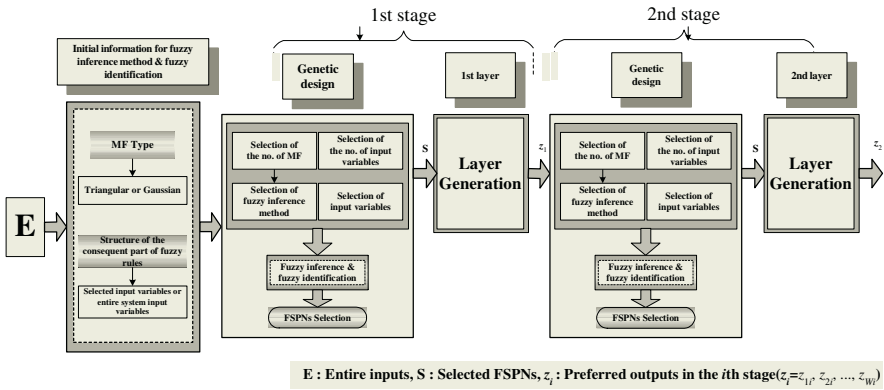 1st stage
2nd stage
Initial information for fuzzy
inference method & fuzzy
identification
Genetic
design
1st layer
Genetic
design
2nd layer
E
MF Type
Triangular or Gaussian
Structure of the
consequent part of fuzzy
rules
Selected input variables or
entire system input
variables
Selection of
the no. of MF
Selection of
the no. of input
variables
Selection of
fuzzy inference
method
Selection of
input variables
Fuzzy inference &
fuzzy identification
FSPNs Selection
S
Layer
Generation
z1
Selection of
the no. of MF
Selection of
the no. of input
variables
Selection of
fuzzy inference
method
Selection of
input variables
Fuzzy inference &
fuzzy identification
FSPNs Selection
S
Layer
Generation
z2
E : Entire inputs, S : Selected FSPNs, zi : Preferred outputs in the ith stage(zi=z1i, z2i, ..., zWi)